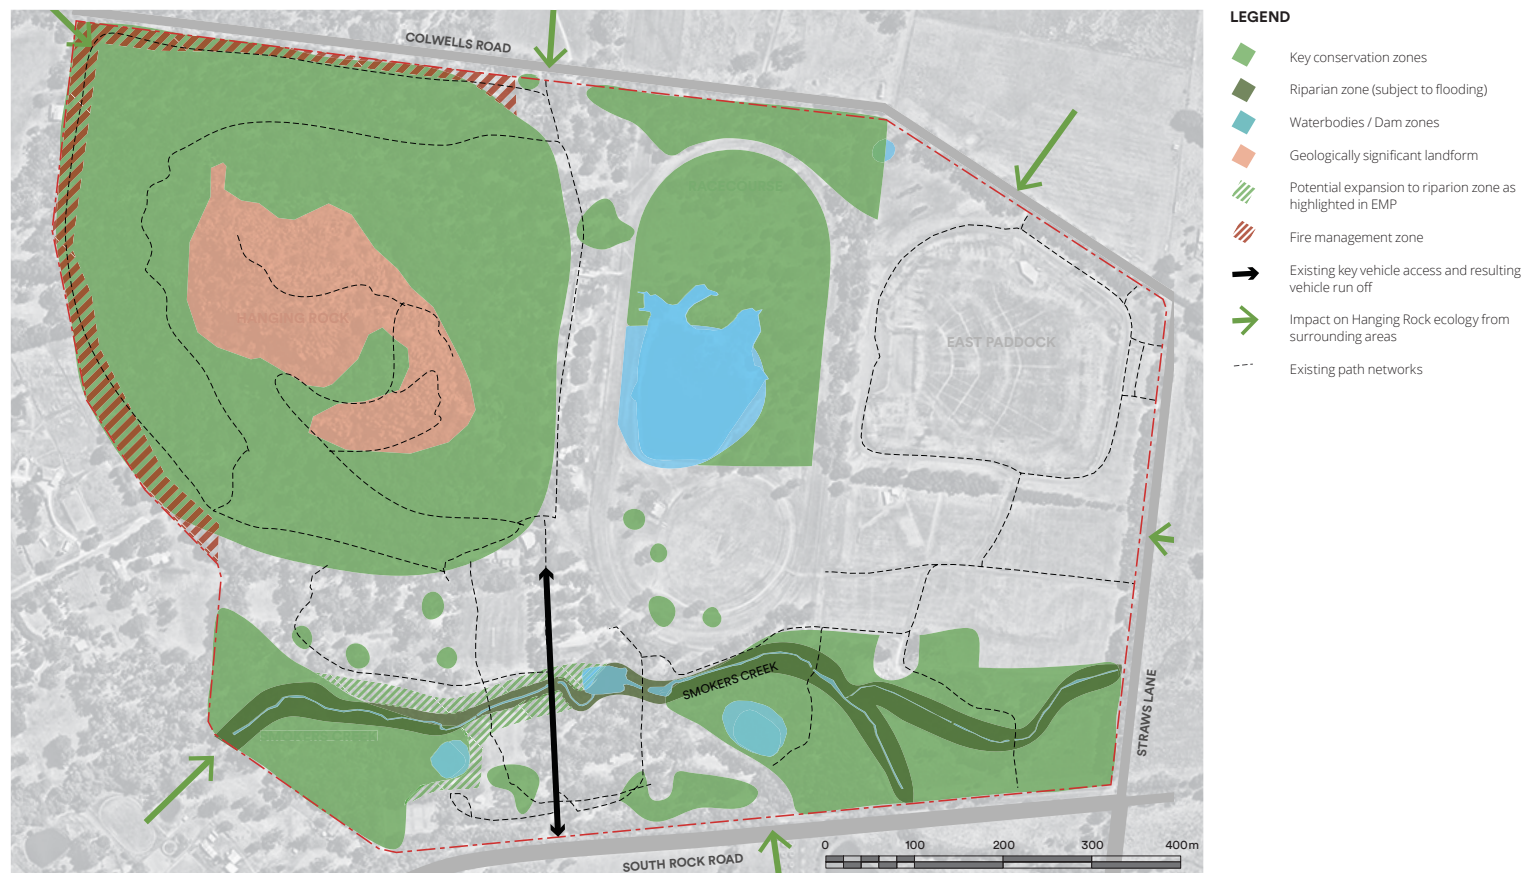 COLWELLS ROAD
RACECOURSE
HANGING ROCK
EAST PADDOCK
SMOKERS CREEK
STRAWS LANE
SOUTH ROCK ROAD
0 100 200 300 400m
LEGEND
Key conservation zones
Riparian zone (subject to flooding)
Waterbodies / Dam zones
Geologically significant landform
Potential expansion to riparion zone as
highlighted in EMP
Fire management zone
Existing key vehicle access and resulting
vehicle run off
Impact on Hanging Rock ecology from
surrounding areas
Existing path networks